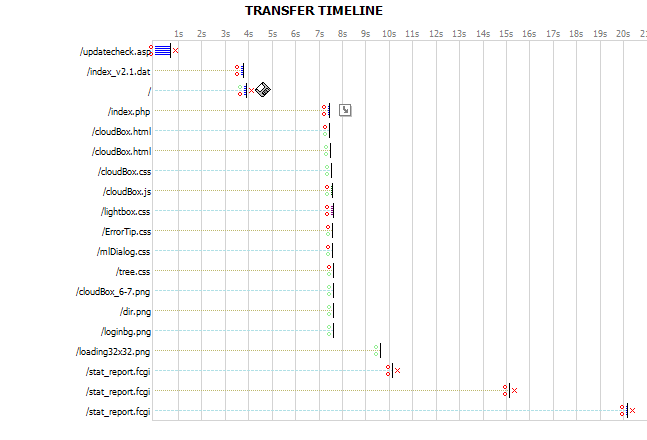 TRANSFER TIMELINE
1s 2s 3s 4s 5s 6s 7s 8s 9s 10s 11s 12s 13s 14s 15s 16s 17s 18s 19s 20s 21
/updatecheck.asp
/index_v2.1.dat
/
/index.php
/cloudBox.html
/cloudBox.html
/cloudBox.css
/cloudBox.js
/lightbox.css
/ErrorTip.css
/mlDialog.css
/tree.css
/cloudBox_6-7.png
/dir.png
/loginbg.png
/loading32x32.png
/stat_report.fcgi
/stat_report.fcgi
/stat_report.fcgi